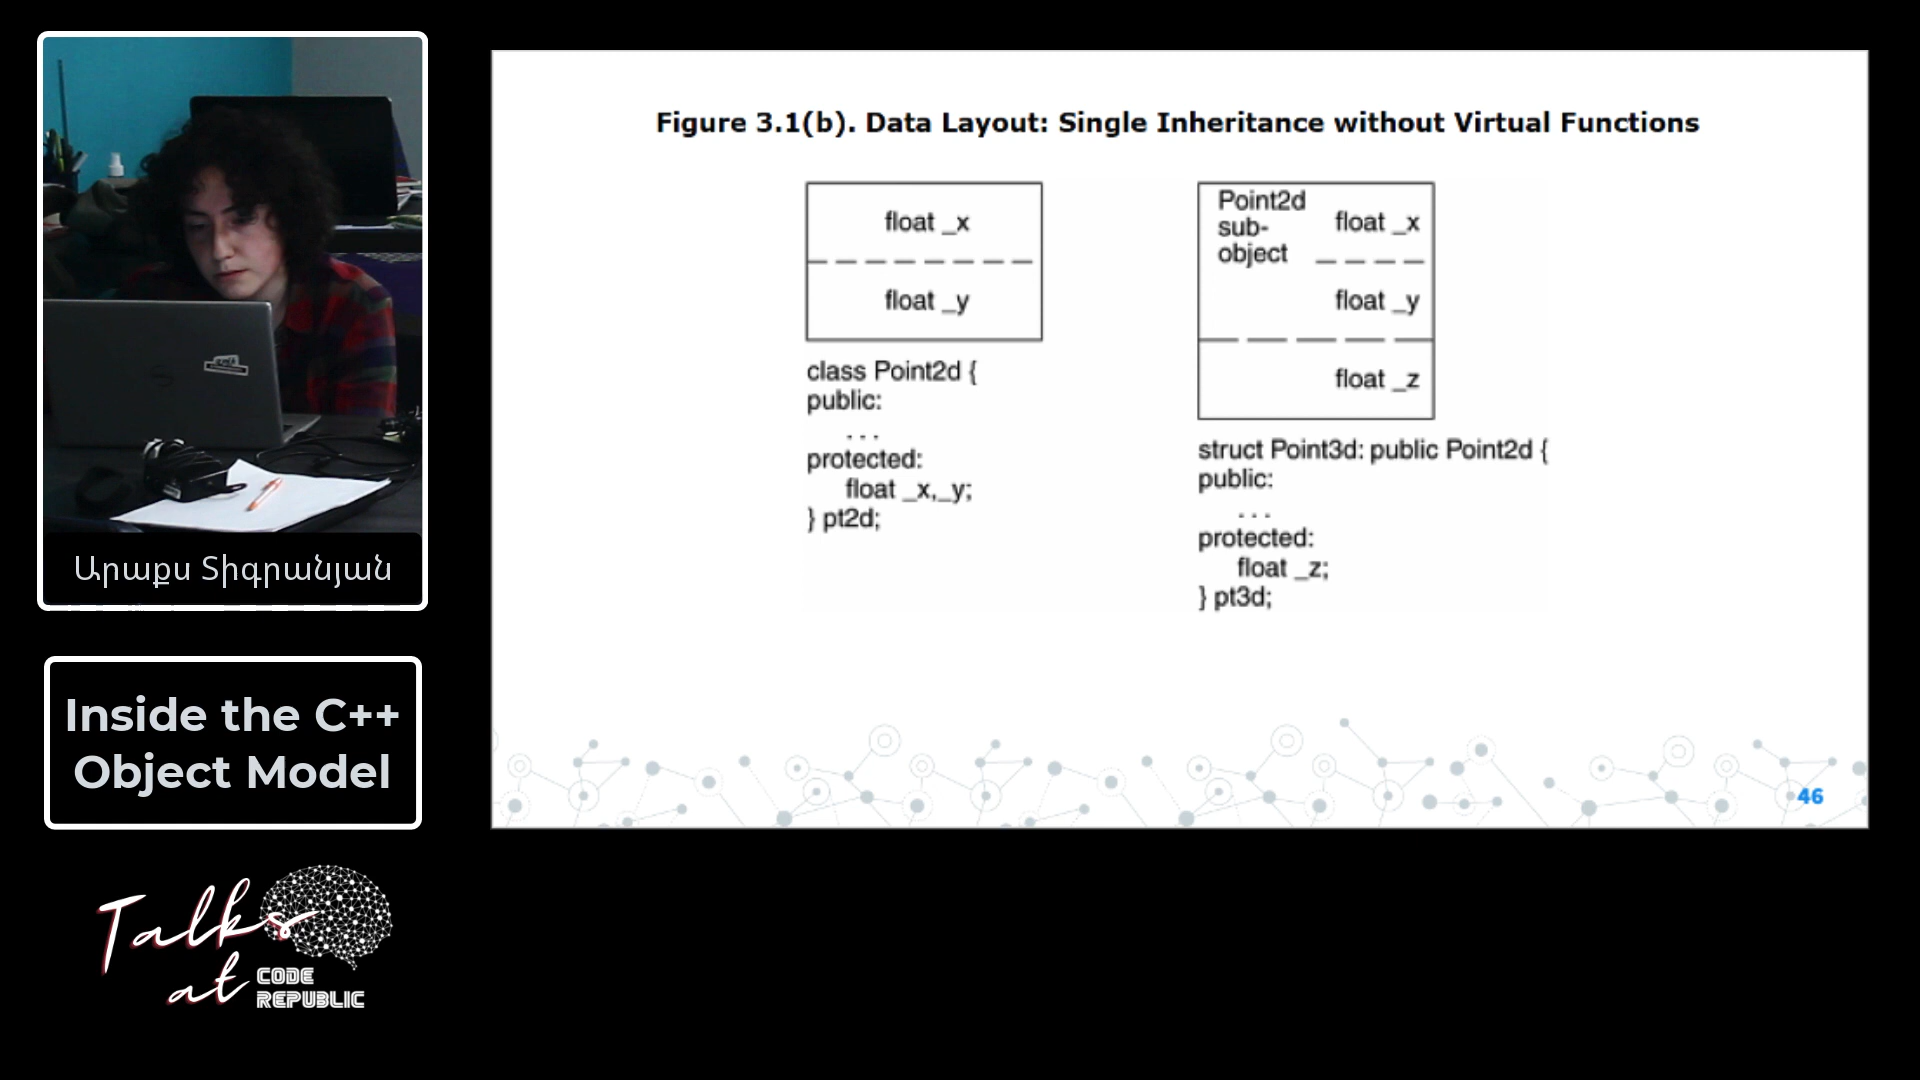 Արաքս Տիգրանյան
Inside the C++
Object Model
Talks
at CODE
REPUBLIC
Figure 3.1(b). Data Layout: Single Inheritance without Virtual Functions
float _x
float _y
class Point2d {
public:
. . .
protected:
float _x,_y;
} pt2d;
Point2d
sub-
object
float _x
float _y
float _z
struct Point3d: public Point2d {
public:
. . .
protected:
float _z;
} pt3d;
46